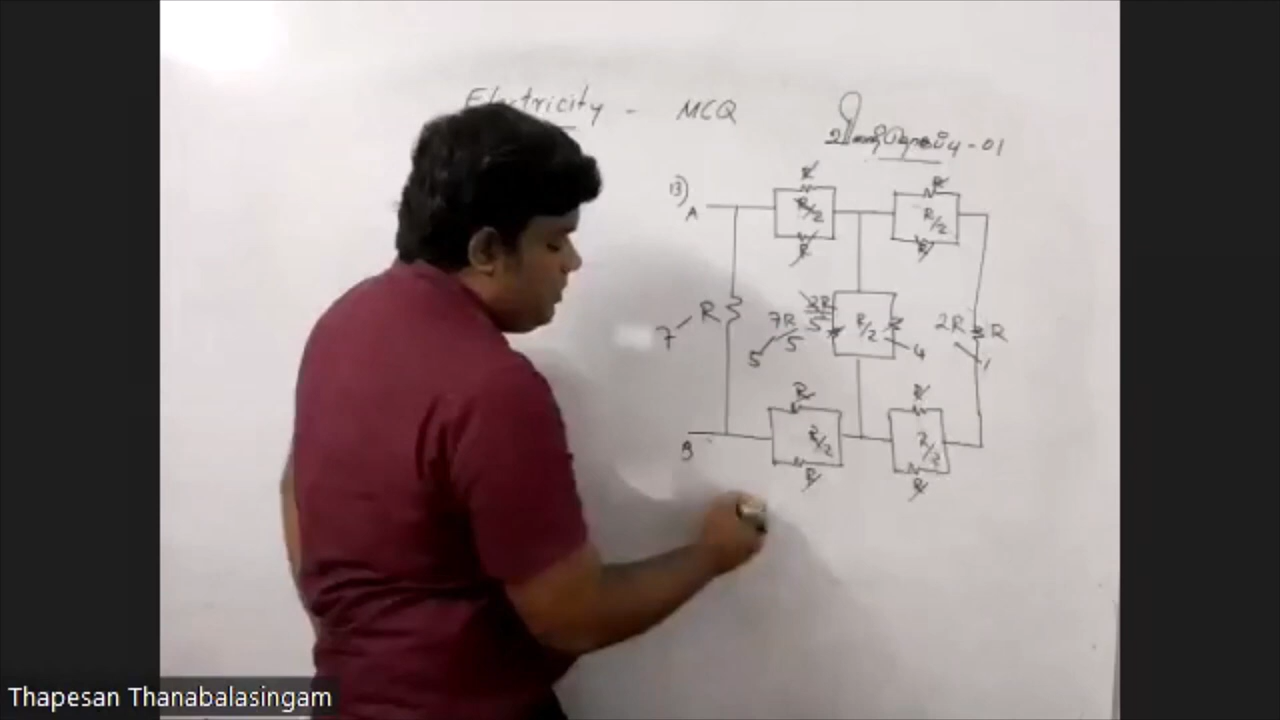 Electricity - MCQ
- 01
13)
A
R
R/2
R
R
R/2
R
7
R
7R/5
5
2R/5
R/2
4
2R
R
1
B
R
R/2
R
R
R/2
R
Thapesan Thanabalasingam